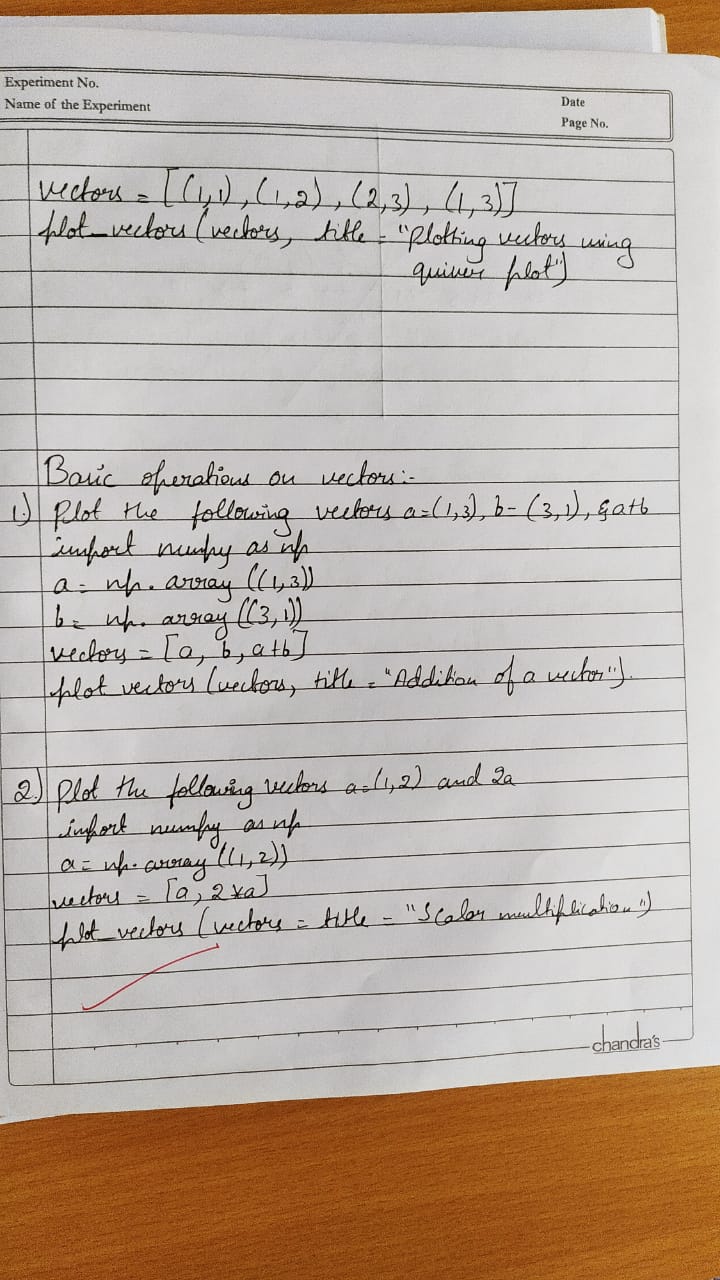 Experiment No.
Name of the Experiment
Date
Page No.
vectors = [(1,1), (1,2), (2,3), (1,3)]
plot_vectors (vectors, title = "Plotting vectors using
quiver plot")
Basic operations on vectors:-
1) Plot the following vectors a=(1,3), b-(3,1), & a+b
import numpy as np
a = np. array ((1,3))
b = np. array ((3,1))
vectors = [a, b, a+b]
plot vectors (vectors, title = "Addition of a vector").
2) Plot the following vectors a=(1,2) and 2a
import numpy as np
a = np. array ((1,2))
vectors = [a, 2*a]
plot_vectors (vectors = title = "Scalar multiplication")
chandra's